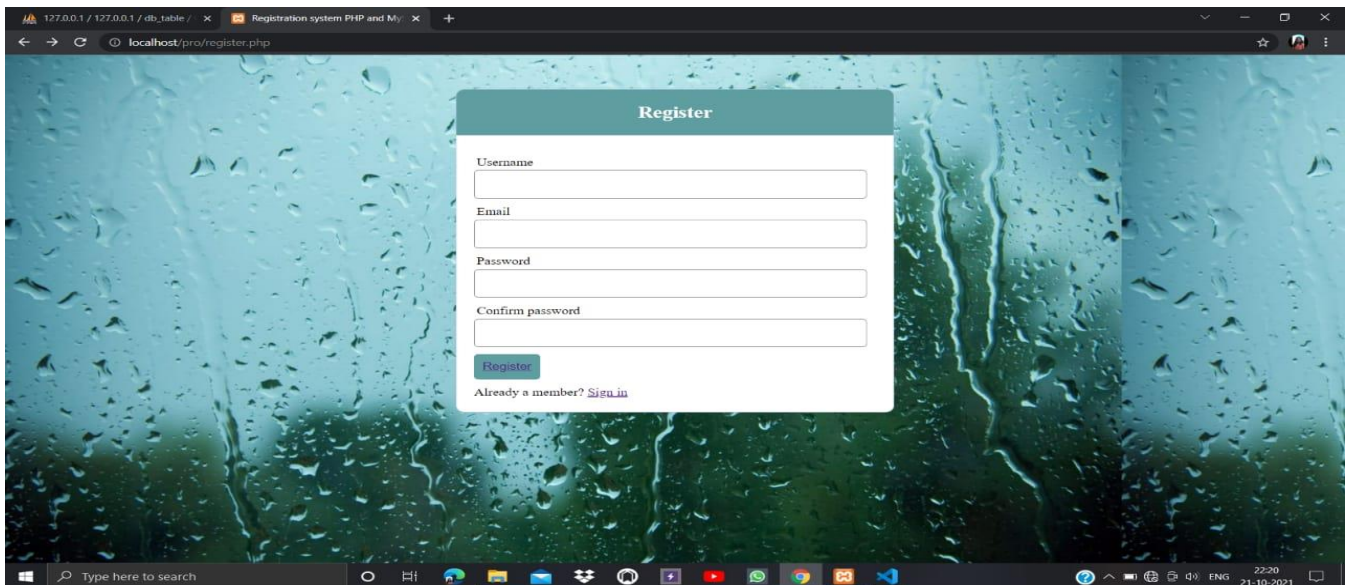 127.0.0.1 / 127.0.0.1 / db_table /
Registration system PHP and My
localhost/pro/register.php
Register
Username
Email
Password
Confirm password
Register
Already a member? Sign in
Type here to search
ENG
22:20
21-10-2021